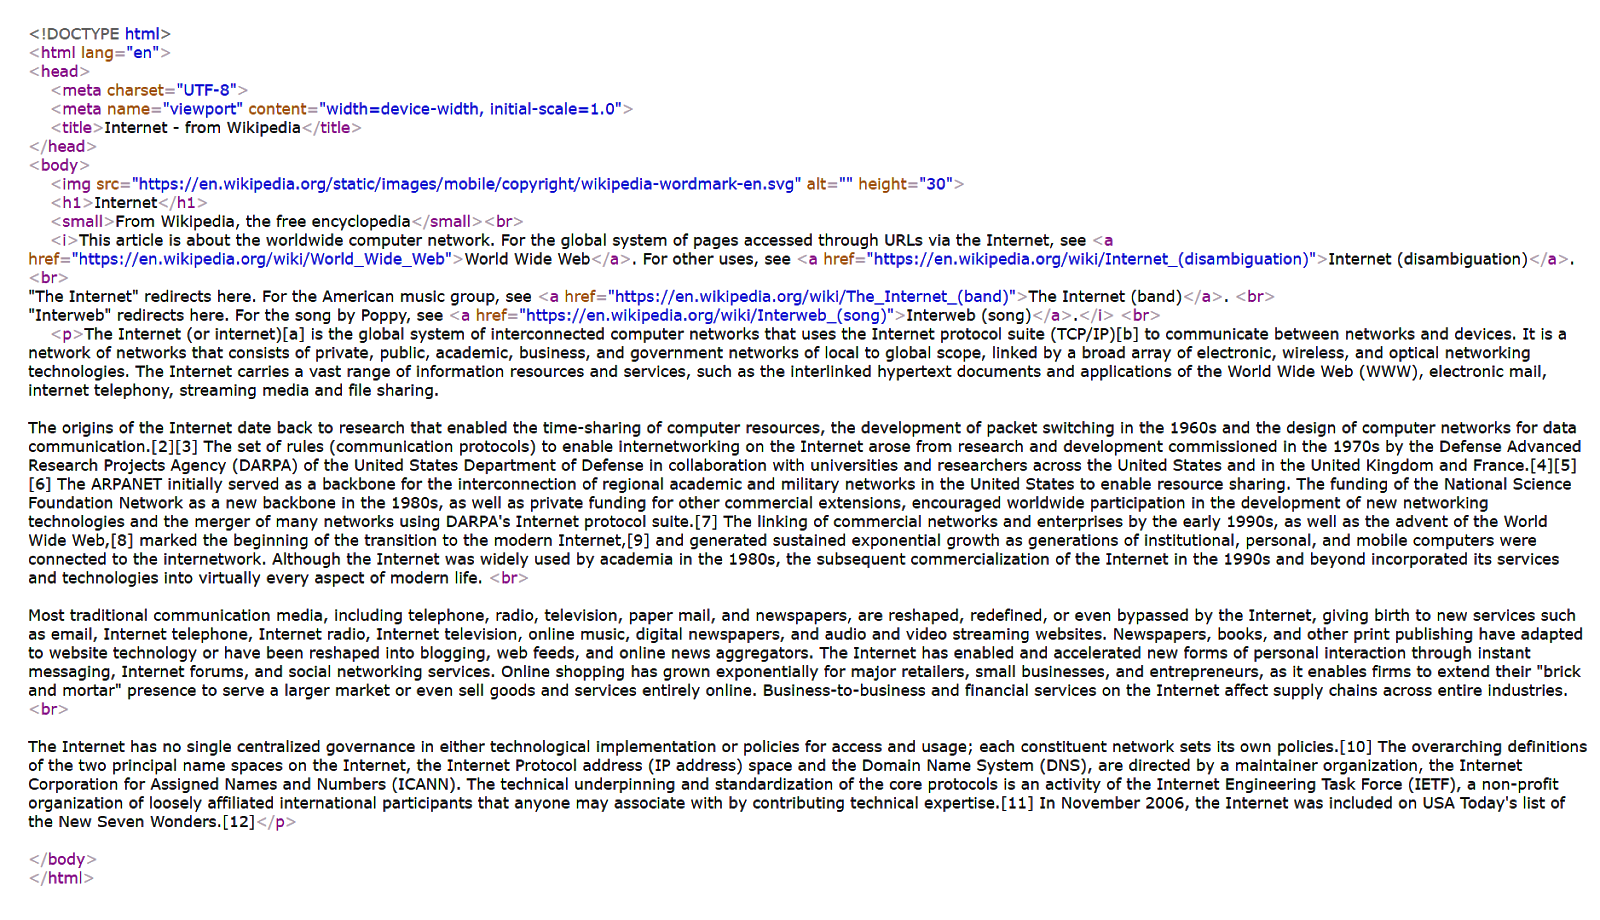 <!DOCTYPE html>
<html lang="en">
<head>
<meta charset="UTF-8">
<meta name="viewport" content="width=device-width, initial-scale=1.0">
<title>Internet - from Wikipedia</title>
</head>
<body>
<img src="https://en.wikipedia.org/static/images/mobile/copyright/wikipedia-wordmark-en.svg" alt="" height="30">
<h1>Internet</h1>
<small>From Wikipedia, the free encyclopedia</small><br>
<i>This article is about the worldwide computer network. For the global system of pages accessed through URLs via the Internet, see <a
href="https://en.wikipedia.org/wiki/World_Wide_Web">World Wide Web</a>. For other uses, see <a href="https://en.wikipedia.org/wiki/Internet_(disambiguation)">Internet (disambiguation)</a>.
<br>
"The Internet" redirects here. For the American music group, see <a href="https://en.wikipedia.org/wiki/The_Internet_(band)">The Internet (band)</a>. <br>
"Interweb" redirects here. For the song by Poppy, see <a href="https://en.wikipedia.org/wiki/Interweb_(song)">Interweb (song)</a>.</i> <br>
<p>The Internet (or internet)[a] is the global system of interconnected computer networks that uses the Internet protocol suite (TCP/IP)[b] to communicate between networks and devices. It is a
network of networks that consists of private, public, academic, business, and government networks of local to global scope, linked by a broad array of electronic, wireless, and optical networking
technologies. The Internet carries a vast range of information resources and services, such as the interlinked hypertext documents and applications of the World Wide Web (WWW), electronic mail,
internet telephony, streaming media and file sharing.
The origins of the Internet date back to research that enabled the time-sharing of computer resources, the development of packet switching in the 1960s and the design of computer networks for data
communication.[2][3] The set of rules (communication protocols) to enable internetworking on the Internet arose from research and development commissioned in the 1970s by the Defense Advanced
Research Projects Agency (DARPA) of the United States Department of Defense in collaboration with universities and researchers across the United States and in the United Kingdom and France.[4][5]
[6] The ARPANET initially served as a backbone for the interconnection of regional academic and military networks in the United States to enable resource sharing. The funding of the National Science
Foundation Network as a new backbone in the 1980s, as well as private funding for other commercial extensions, encouraged worldwide participation in the development of new networking
technologies and the merger of many networks using DARPA's Internet protocol suite.[7] The linking of commercial networks and enterprises by the early 1990s, as well as the advent of the World
Wide Web,[8] marked the beginning of the transition to the modern Internet,[9] and generated sustained exponential growth as generations of institutional, personal, and mobile computers were
connected to the internetwork. Although the Internet was widely used by academia in the 1980s, the subsequent commercialization of the Internet in the 1990s and beyond incorporated its services
and technologies into virtually every aspect of modern life. <br>
Most traditional communication media, including telephone, radio, television, paper mail, and newspapers, are reshaped, redefined, or even bypassed by the Internet, giving birth to new services such
as email, Internet telephone, Internet radio, Internet television, online music, digital newspapers, and audio and video streaming websites. Newspapers, books, and other print publishing have adapted
to website technology or have been reshaped into blogging, web feeds, and online news aggregators. The Internet has enabled and accelerated new forms of personal interaction through instant
messaging, Internet forums, and social networking services. Online shopping has grown exponentially for major retailers, small businesses, and entrepreneurs, as it enables firms to extend their "brick
and mortar" presence to serve a larger market or even sell goods and services entirely online. Business-to-business and financial services on the Internet affect supply chains across entire industries.
<br>
The Internet has no single centralized governance in either technological implementation or policies for access and usage; each constituent network sets its own policies.[10] The overarching definitions
of the two principal name spaces on the Internet, the Internet Protocol address (IP address) space and the Domain Name System (DNS), are directed by a maintainer organization, the Internet
Corporation for Assigned Names and Numbers (ICANN). The technical underpinning and standardization of the core protocols is an activity of the Internet Engineering Task Force (IETF), a non-profit
organization of loosely affiliated international participants that anyone may associate with by contributing technical expertise.[11] In November 2006, the Internet was included on USA Today's list of
the New Seven Wonders.[12]</p>
</body>
</html>